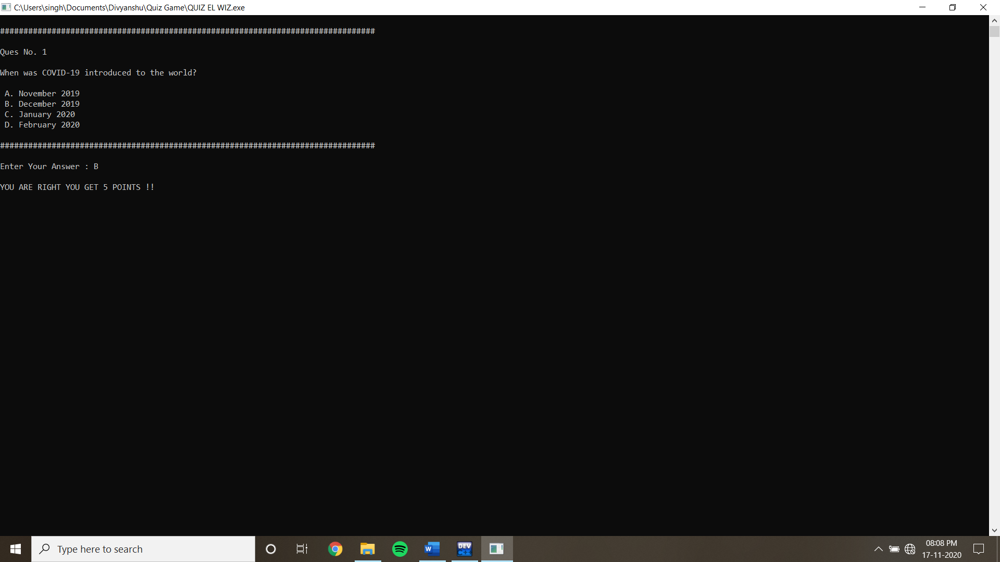 C:\Users\singh\Documents\Divyanshu\Quiz Game\QUIZ EL WIZ.exe
################################################################################
Ques No. 1
When was COVID-19 introduced to the world?
A. November 2019
B. December 2019
C. January 2020
D. February 2020
################################################################################
Enter Your Answer : B
YOU ARE RIGHT YOU GET 5 POINTS !!
Type here to search
W
DEV
C++
08:08 PM
17-11-2020